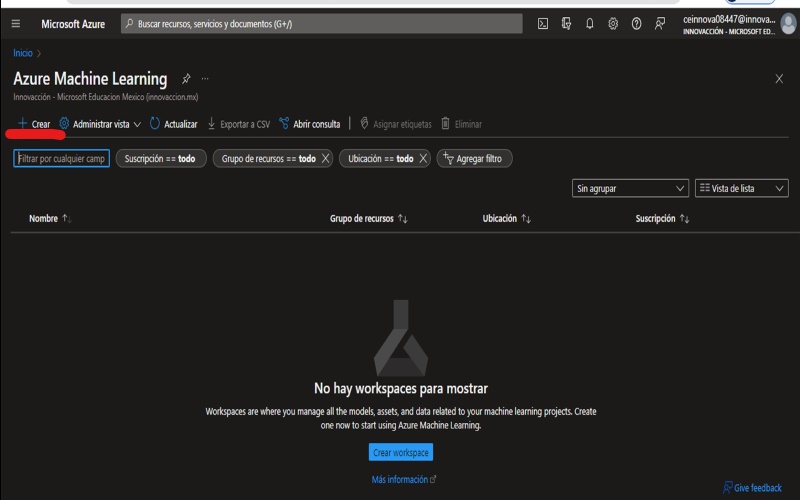 Microsoft Azure
Buscar recursos, servicios y documentos (G+/)
ceinnova08447@innova...
INNOVACCIÓN - MICROSOFT ED...
Inicio
Azure Machine Learning
...
Innovacción - Microsoft Educacion Mexico (innovaccion.mx)
Crear
Administrar vista
Actualizar
Exportar a CSV
Abrir consulta
Asignar etiquetas
Eliminar
Filtrar por cualquier camp
Suscripción == todo
Grupo de recursos == todo
Ubicación == todo
Agregar filtro
Sin agrupar
Vista de lista
Nombre
Grupo de recursos
Ubicación
Suscripción
No hay workspaces para mostrar
Workspaces are where you manage all the models, assets, and data related to your machine learning projects. Create
one now to start using Azure Machine Learning.
Crear workspace
Más información
Give feedback